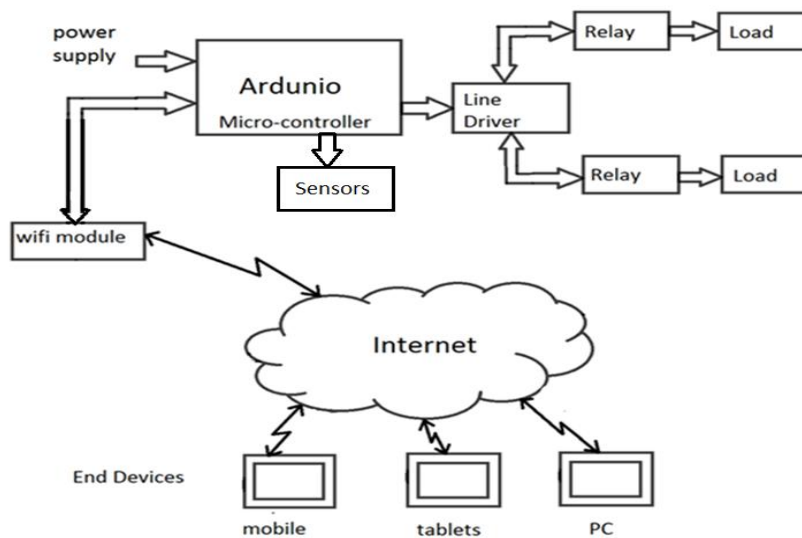 power
supply
Ardunio
Micro-controller
Sensors
Line
Driver
Relay
Load
Relay
Load
wifi module
Internet
End Devices
mobile
tablets
PC